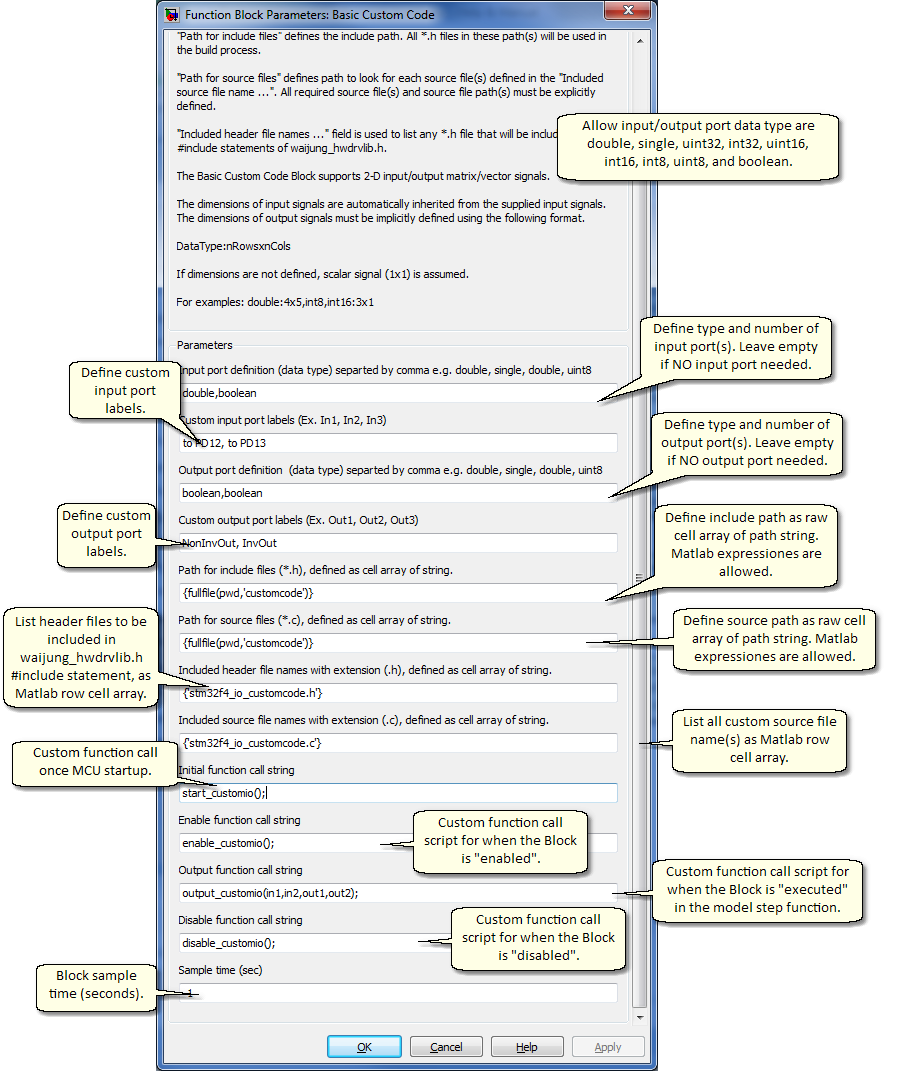 Function Block Parameters: Basic Custom Code
"Path for include files" defines the include path. All *.h files in these path(s) will be used in
the build process.
"Path for source files" defines path to look for each source file(s) defined in the "Included
source file name ...". All required source file(s) and source file path(s) must be explicitly
defined.
"Included header file names ..." field is used to list any *.h file that will be includ
#include statements of waijung_hwdrvlib.h.
Allow input/output port data type are
double, single, uint32, int32, uint16,
int16, int8, uint8, and boolean.
The Basic Custom Code Block supports 2-D input/output matrix/vector signals.
The dimensions of input signals are automatically inherited from the supplied input signals.
The dimensions of output signals must be implicitly defined using the following format.
DataType:nRowsxnCols
If dimensions are not defined, scalar signal (1x1) is assumed.
For examples: double:4x5,int8,int16:3x1
Parameters
Define type and number of
input port(s). Leave empty
if NO input port needed.
Input port definition (data type) separted by comma e.g. double, single, double, uint8
double,boolean
Define custom
input port
labels.
Custom input port labels (Ex. In1, In2, In3)
to PD12, to PD13
Define type and number of
output port(s). Leave empty
if NO output port needed.
Output port definition (data type) separted by comma e.g. double, single, double, uint8
boolean,boolean
Define custom
output port
labels.
Custom output port labels (Ex. Out1, Out2, Out3)
NonInvOut, InvOut
Define include path as raw
cell array of path string.
Matlab expressiones are
allowed.
Path for include files (*.h), defined as cell array of string.
{fullfile(pwd,'customcode')}
Path for source files (*.c), defined as cell array of string.
{fullfile(pwd,'customcode')}
Define source path as raw cell
array of path string. Matlab
expressiones are allowed.
List header files to be
included in
waijung_hwdrvlib.h
#include statement, as
Matlab row cell array.
Included header file names with extension (.h), defined as cell array of string.
{'stm32f4_io_customcode.h'}
Included source file names with extension (.c), defined as cell array of string.
{'stm32f4_io_customcode.c'}
List all custom source file
name(s) as Matlab row
cell array.
Custom function call
once MCU startup.
Initial function call string
start_customio();
Enable function call string
enable_customio();
Custom function call
script for when the Block
is "enabled".
Output function call string
output_customio(in1,in2,out1,out2);
Custom function call script for
when the Block is "executed"
in the model step function.
Disable function call string
disable_customio();
Custom function call
script for when the Block
is "disabled".
Sample time (sec)
Block sample
time (seconds).
-1
OK
Cancel
Help
Apply